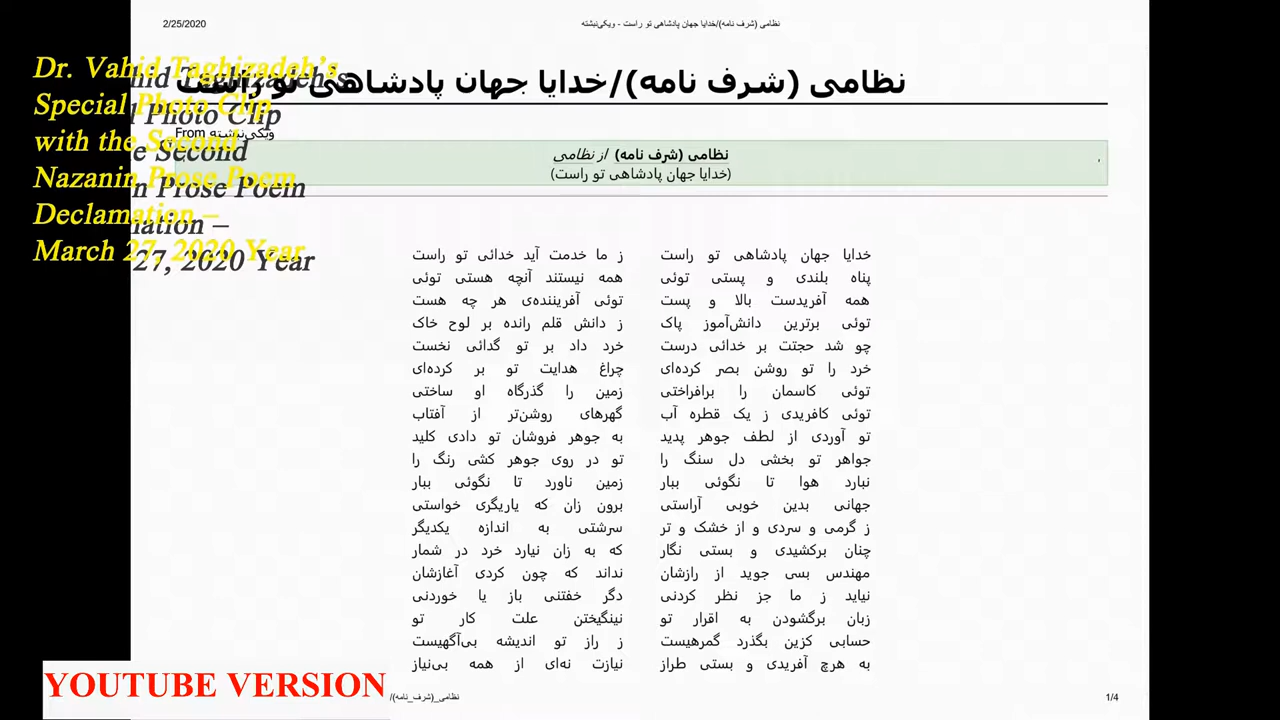 2/25/2020
نظامی (شرف نامه)/خدایا جهان پادشاهی تو راست - ویکی‌نبشته
Dr. Vahid Taghizadeh's
Special Photo Clip
with the Second
Nazanin Prose Poem
Declamation –
March 27, 2020 Year
نظامی (شرف نامه)/خدایا جهان پادشاهی تو راست
From ویکی‌نبشته
نظامی (شرف نامه) از نظامی
(خدایا جهان پادشاهی تو راست)
خدایا جهان پادشاهی تو راست ز ما خدمت آید خدائی تو راست
پناه بلندی و پستی توئی همه نیستند آنچه هستی توئی
همه آفریدست بالا و پست توئی آفریننده‌ی هر چه هست
توئی برترین دانش‌آموز پاک ز دانش قلم رانده بر لوح خاک
چو شد حجتت بر خدائی درست خرد داد بر تو گدائی نخست
خرد را تو روشن بصر کرده‌ای چراغ هدایت تو بر کرده‌ای
توئی کاسمان را برافراختی زمین را گذرگاه او ساختی
توئی کافریدی ز یک قطره آب گهرهای روشن‌تر از آفتاب
تو آوردی از لطف جوهر پدید به جوهر فروشان تو دادی کلید
جواهر تو بخشی دل سنگ را تو در روی جوهر کشی رنگ را
نبارد هوا تا نگوئی ببار زمین ناورد تا نگوئی ببار
جهانی بدین خوبی آراستی برون زان که یاریگری خواستی
ز گرمی و سردی و از خشک و تر سرشتی به اندازه یکدیگر
چنان برکشیدی و بستی نگار که به زان نیارد خرد در شمار
مهندس بسی جوید از رازشان نداند که چون کردی آغازشان
نیاید ز ما جز نظر کردنی دگر خفتنی باز یا خوردنی
زبان برگشودن به اقرار تو نینگیختن علت کار تو
حسابی کزین بگذرد گمرهیست ز راز تو اندیشه بی‌آگهیست
به هرچ آفریدی و بستی طراز نیازت نه‌ای از همه بی‌نیاز
YOUTUBE VERSION
نظامی_(شرف_نامه)/
1/4